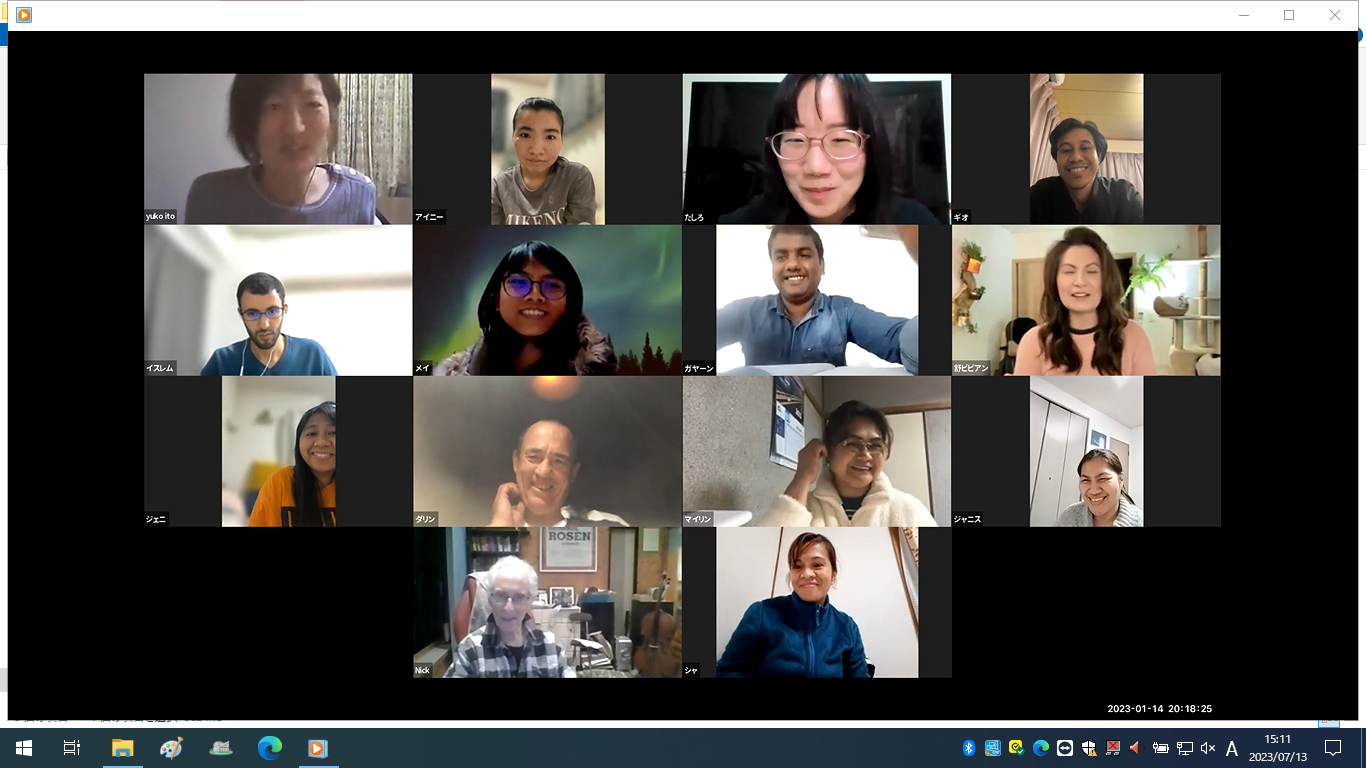 yuko ito
アイニー
たしろ
ギオ
イスレム
メイ
ガヤーン
舒ビビアン
ジェニ
ダリン
マイリン
ジャニス
ROSEN
Nick
シャ
2023-01-14 20:18:25
A
15:11
2023/07/13